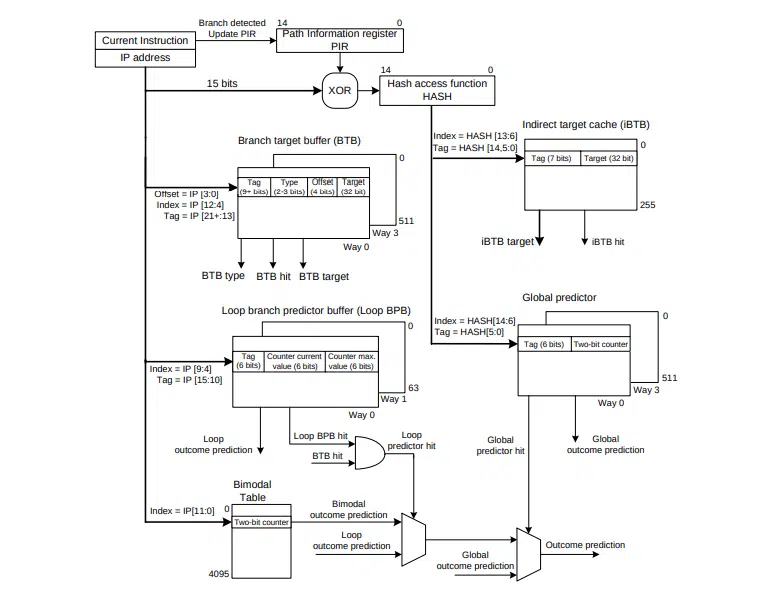 Branch detected
Update PIR
14
0
Current Instruction
IP address
Path Information register
PIR
15 bits
XOR
14
0
Hash access function
HASH
Index = HASH [13:6]
Tag = HASH [14,5:0]
Indirect target cache (iBTB)
0
Tag (7 bits)
Target (32 bit)
255
iBTB target
iBTB hit
Branch target buffer (BTB)
0
Tag
(9+ bits)
Type
(2-3 bits)
Offset
(4 bits)
Target
(32 bit)
Offset = IP [3:0]
Index = IP [12:4]
Tag = IP [21+:13]
511
Way 3
Way 0
BTB type
BTB hit
BTB target
Global predictor
0
Index = HASH[14:6]
Tag = HASH[5:0]
Tag (6 bits)
Two-bit counter
511
Way 3
Way 0
Global
predictor hit
Global
outcome prediction
Loop branch predictor buffer (Loop BPB)
0
Tag
(6 bits)
Counter current
value (6 bits)
Counter max.
value (6 bits)
Index = IP [9:4]
Tag = IP [15:10]
63
Way 1
Way 0
Loop
outcome prediction
Loop BPB hit
BTB hit
Loop
predictor hit
Bimodal
Table
Index = IP[11:0]
0
Two-bit counter
4095
Bimodal
outcome prediction
Loop
outcome prediction
Global
outcome prediction
Outcome prediction